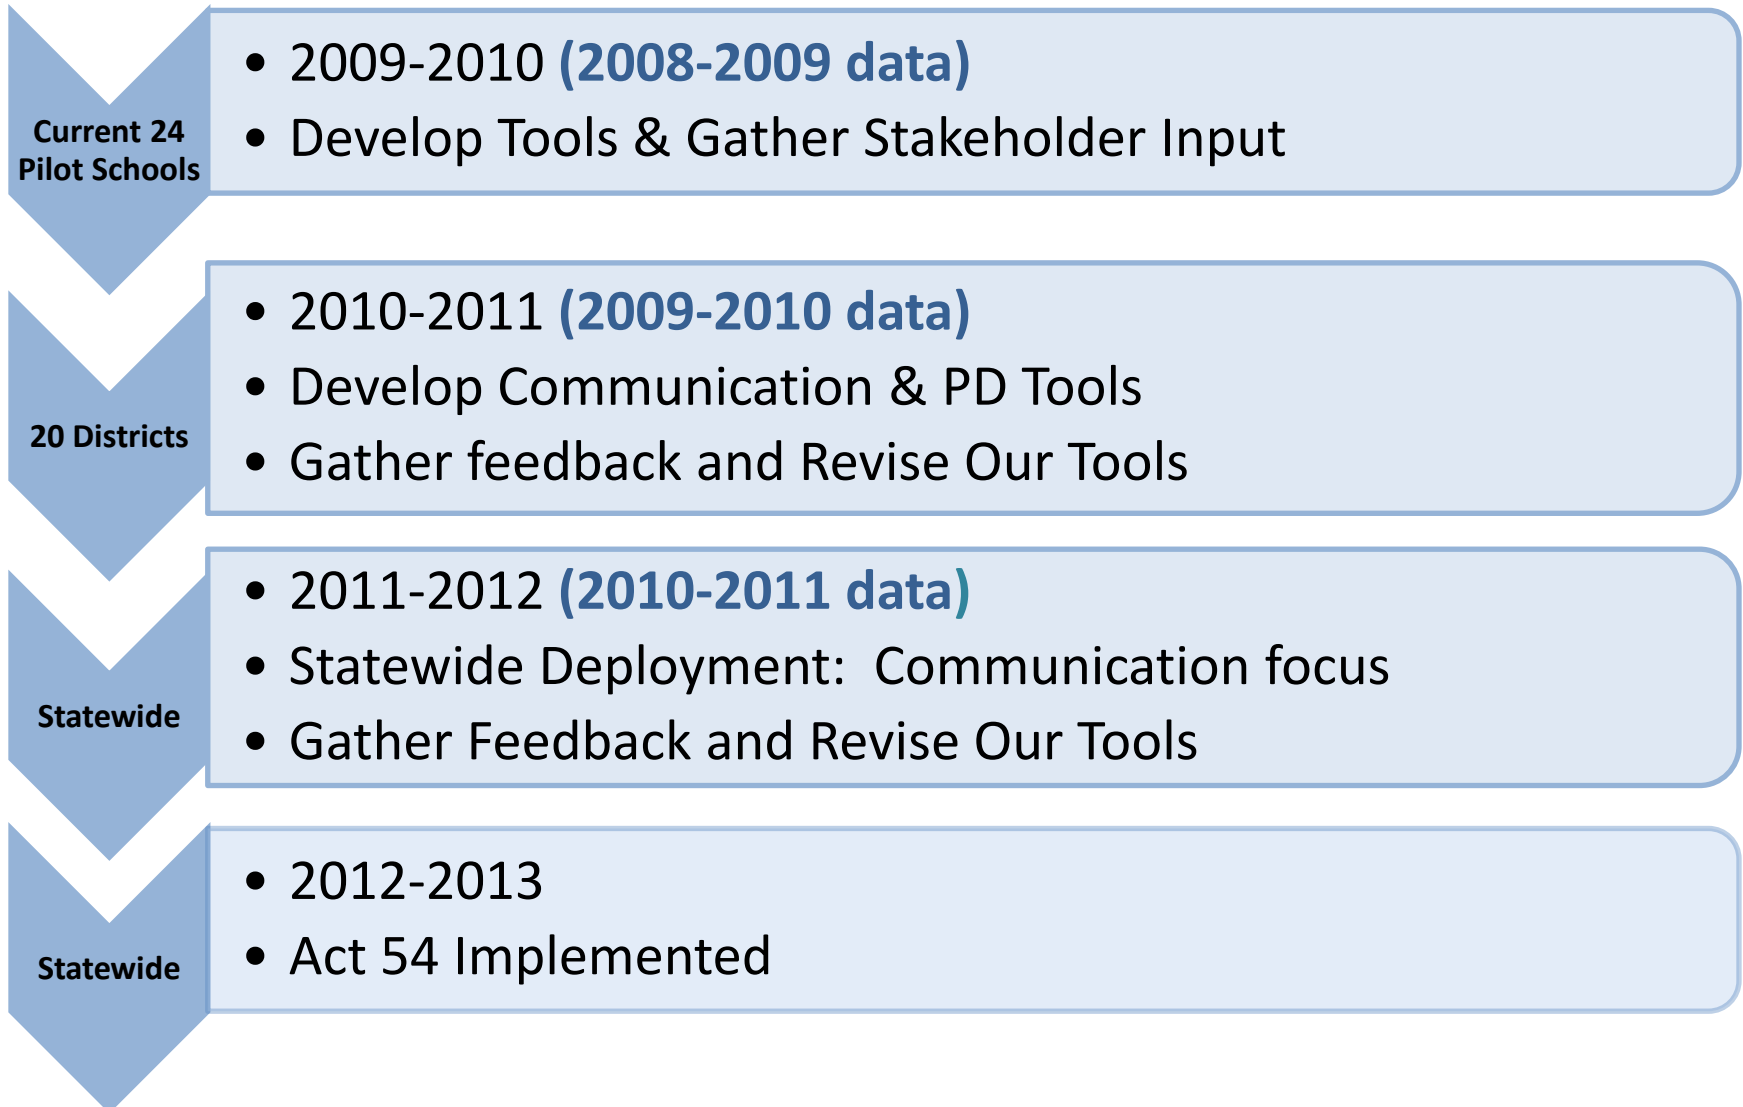 Current 24
Pilot Schools
• 2009-2010 (2008-2009 data)
• Develop Tools & Gather Stakeholder Input
20 Districts
• 2010-2011 (2009-2010 data)
• Develop Communication & PD Tools
• Gather feedback and Revise Our Tools
Statewide
• 2011-2012 (2010-2011 data)
• Statewide Deployment:  Communication focus
• Gather Feedback and Revise Our Tools
Statewide
• 2012-2013
• Act 54 Implemented